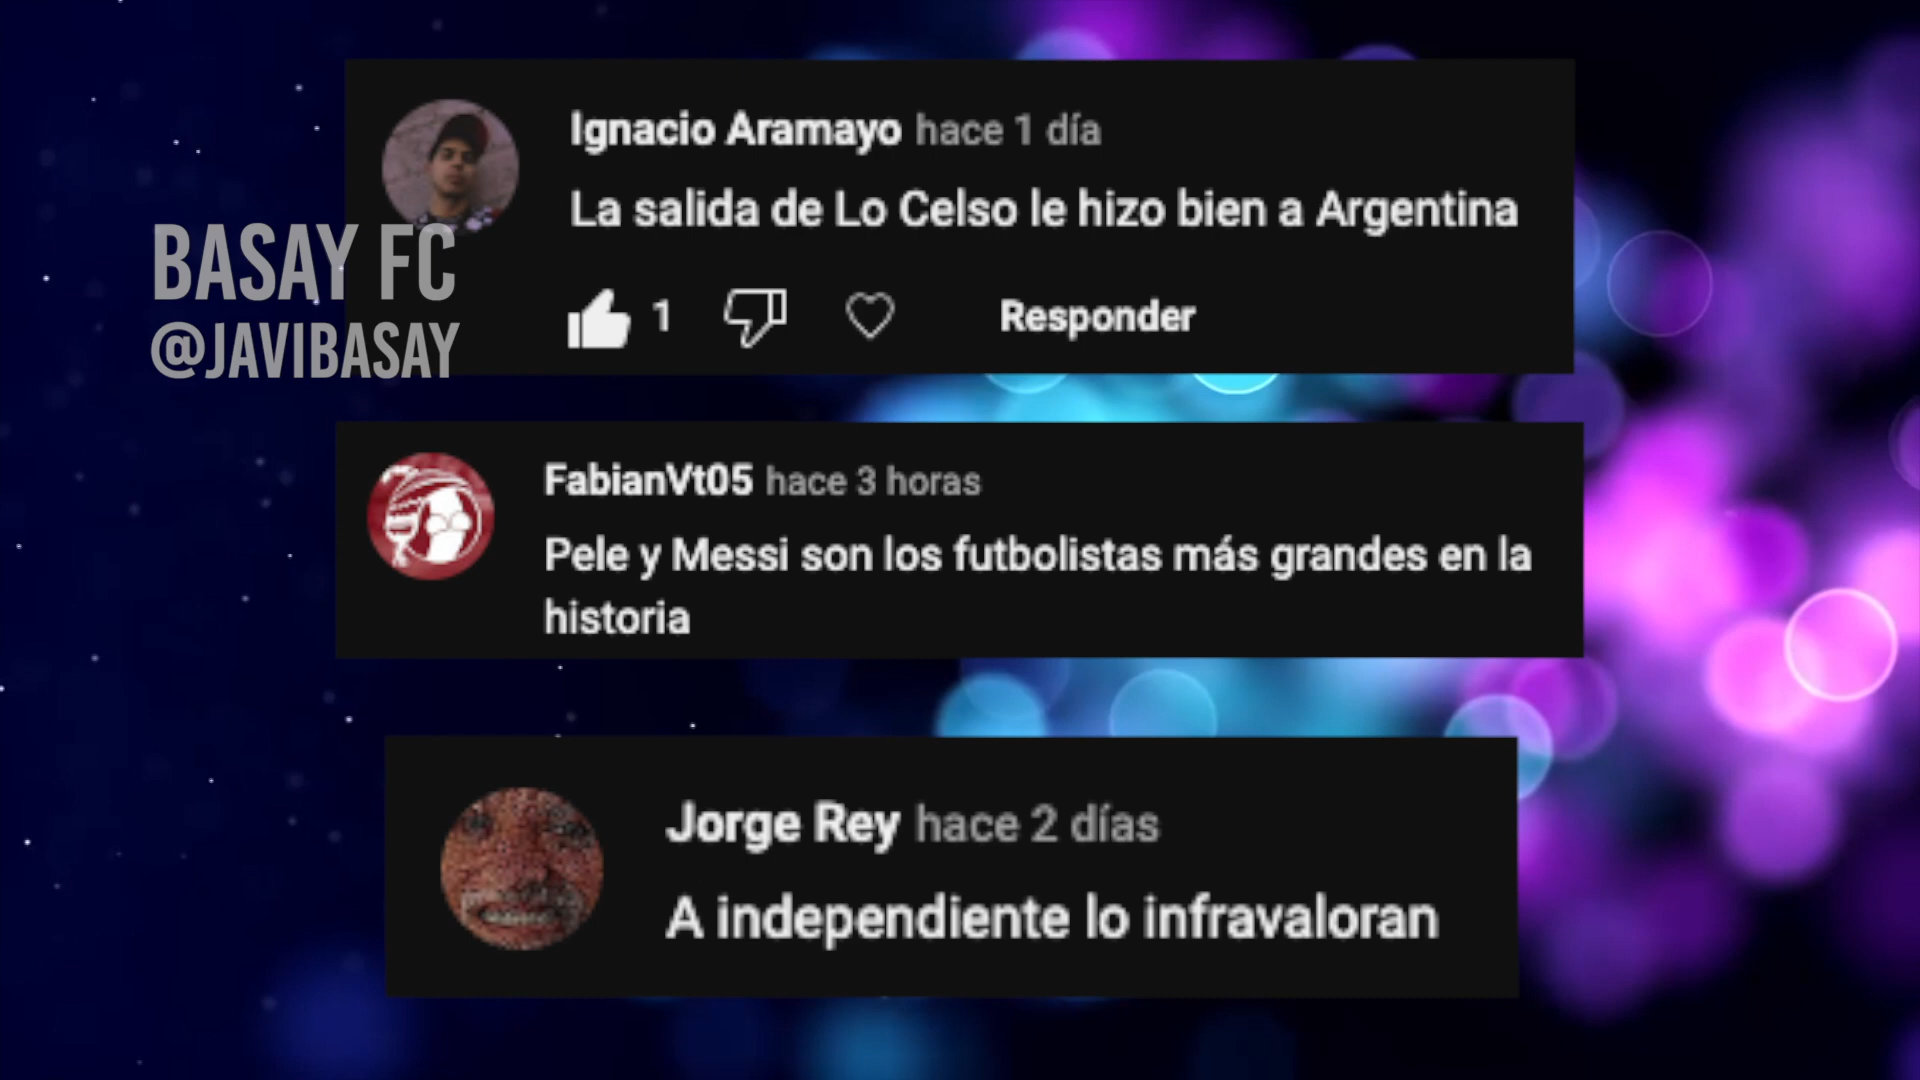 Ignacio Aramayo hace 1 día
La salida de Lo Celso le hizo bien a Argentina
BASAY FC
@JAVIBASAY
1 Responder
FabianVt05 hace 3 horas
Pele y Messi son los futbolistas más grandes en la
historia
Jorge Rey hace 2 días
A independiente lo infravaloran